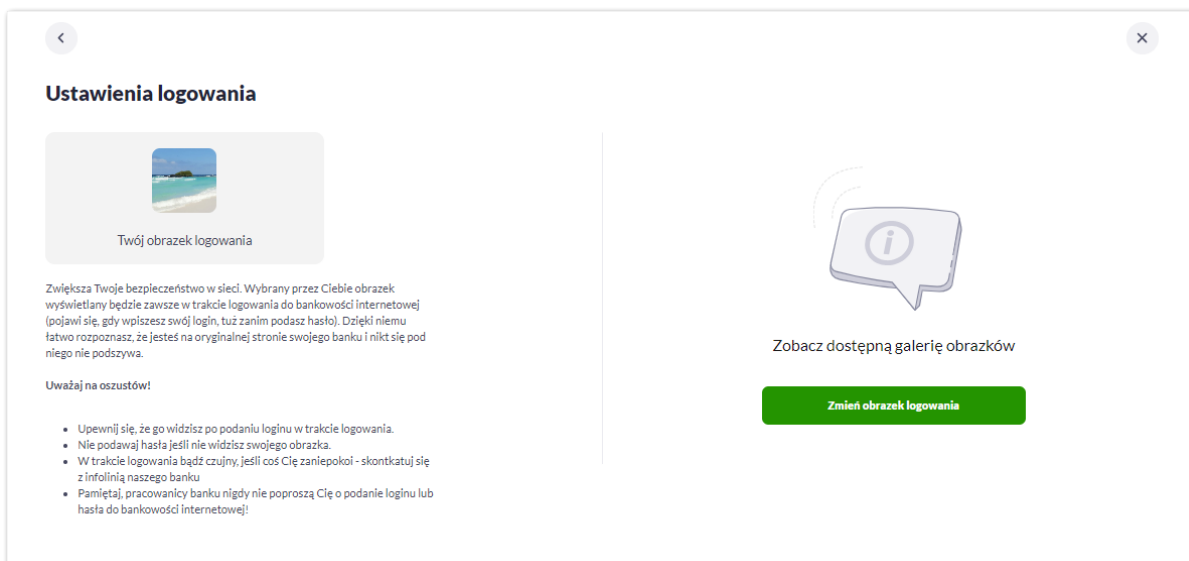 Ustawienia logowania
Twój obrazek logowania
Zwiększa Twoje bezpieczeństwo w sieci. Wybrany przez Ciebie obrazek
wyświetlany będzie zawsze w trakcie logowania do bankowości internetowej
(pojawi się, gdy wpiszesz swój login, tuż zanim podasz hasło). Dzięki niemu
łatwo rozpoznasz, że jesteś na oryginalnej stronie swojego banku i nikt się pod
niego nie podszywa.
Uważaj na oszustów!
• Upewnij się, że go widzisz po podaniu loginu w trakcie logowania.
• Nie podawaj hasła jeśli nie widzisz swojego obrazka.
• W trakcie logowania bądź czujny, jeśli coś Cię zaniepokoi - skontkatuj się
z infolinią naszego banku
• Pamiętaj, pracowanicy banku nigdy nie poproszą Cię o podanie loginu lub
hasła do bankowości internetowej!
i
Zobacz dostępną galerię obrazków
Zmień obrazek logowania